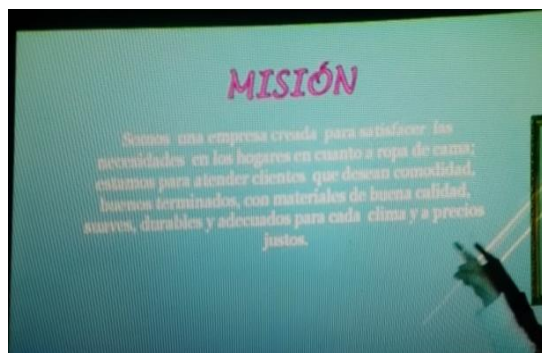 MISIÓN
Somos una empresa creada para satisfacer las
necesidades en los hogares en cuanto a ropa de cama;
estamos para atender clientes que desean comodidad,
buenos terminados, con materiales de buena calidad,
suaves, durables y adecuados para cada clima y a precios
justos.